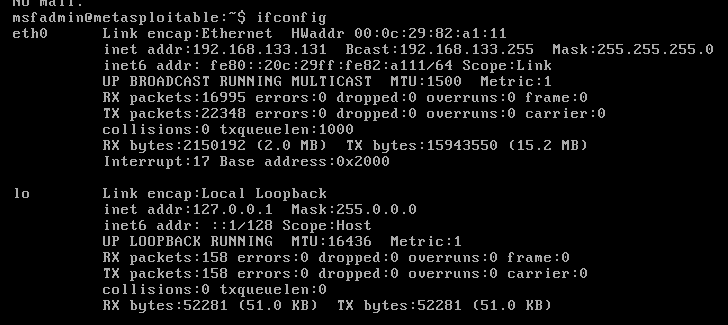 No mail.
msfadmin@metasploitable:~$ ifconfig
eth0 Link encap:Ethernet HWaddr 00:0c:29:82:a1:11
inet addr:192.168.133.131 Bcast:192.168.133.255 Mask:255.255.255.0
inet6 addr: fe80::20c:29ff:fe82:a111/64 Scope:Link
UP BROADCAST RUNNING MULTICAST MTU:1500 Metric:1
RX packets:16995 errors:0 dropped:0 overruns:0 frame:0
TX packets:22348 errors:0 dropped:0 overruns:0 carrier:0
collisions:0 txqueuelen:1000
RX bytes:2150192 (2.0 MB) TX bytes:15943550 (15.2 MB)
Interrupt:17 Base address:0x2000
lo Link encap:Local Loopback
inet addr:127.0.0.1 Mask:255.0.0.0
inet6 addr: ::1/128 Scope:Host
UP LOOPBACK RUNNING MTU:16436 Metric:1
RX packets:158 errors:0 dropped:0 overruns:0 frame:0
TX packets:158 errors:0 dropped:0 overruns:0 carrier:0
collisions:0 txqueuelen:0
RX bytes:52281 (51.0 KB) TX bytes:52281 (51.0 KB)